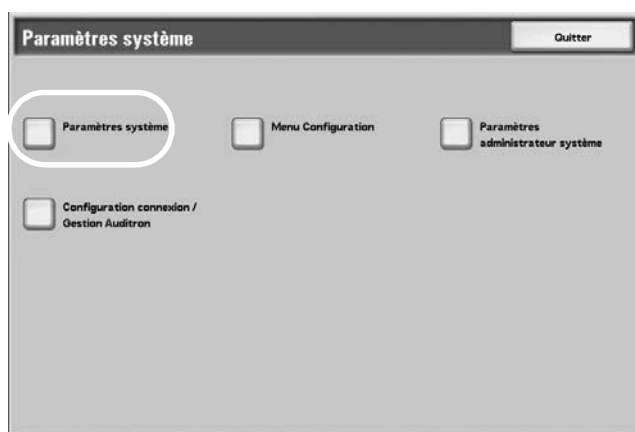 Paramètres système
Quitter
Paramètres système
Menu Configuration
Paramètres
administrateur système
Configuration connexion /
Gestion Auditron